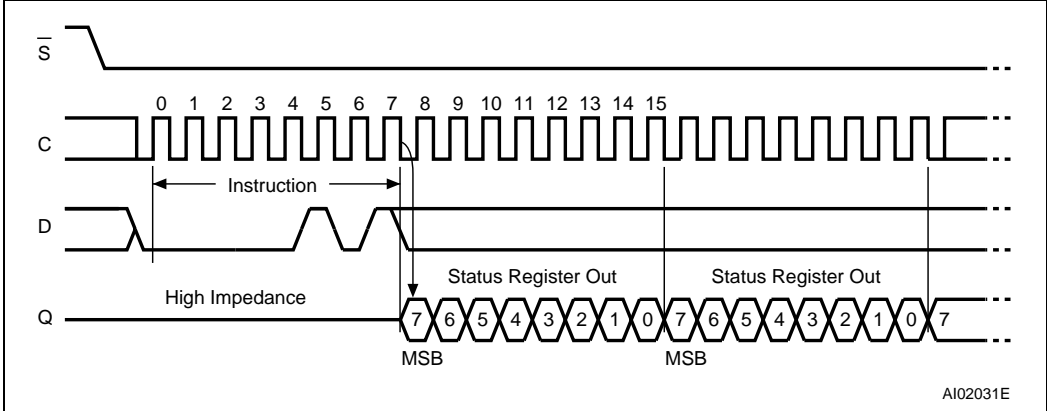 S
0 1 2 3 4 5 6 7 8 9 10 11 12 13 14 15
C
Instruction
D
Status Register Out Status Register Out
High Impedance
Q 7 6 5 4 3 2 1 0 7 6 5 4 3 2 1 0 7
MSB MSB
AI02031E